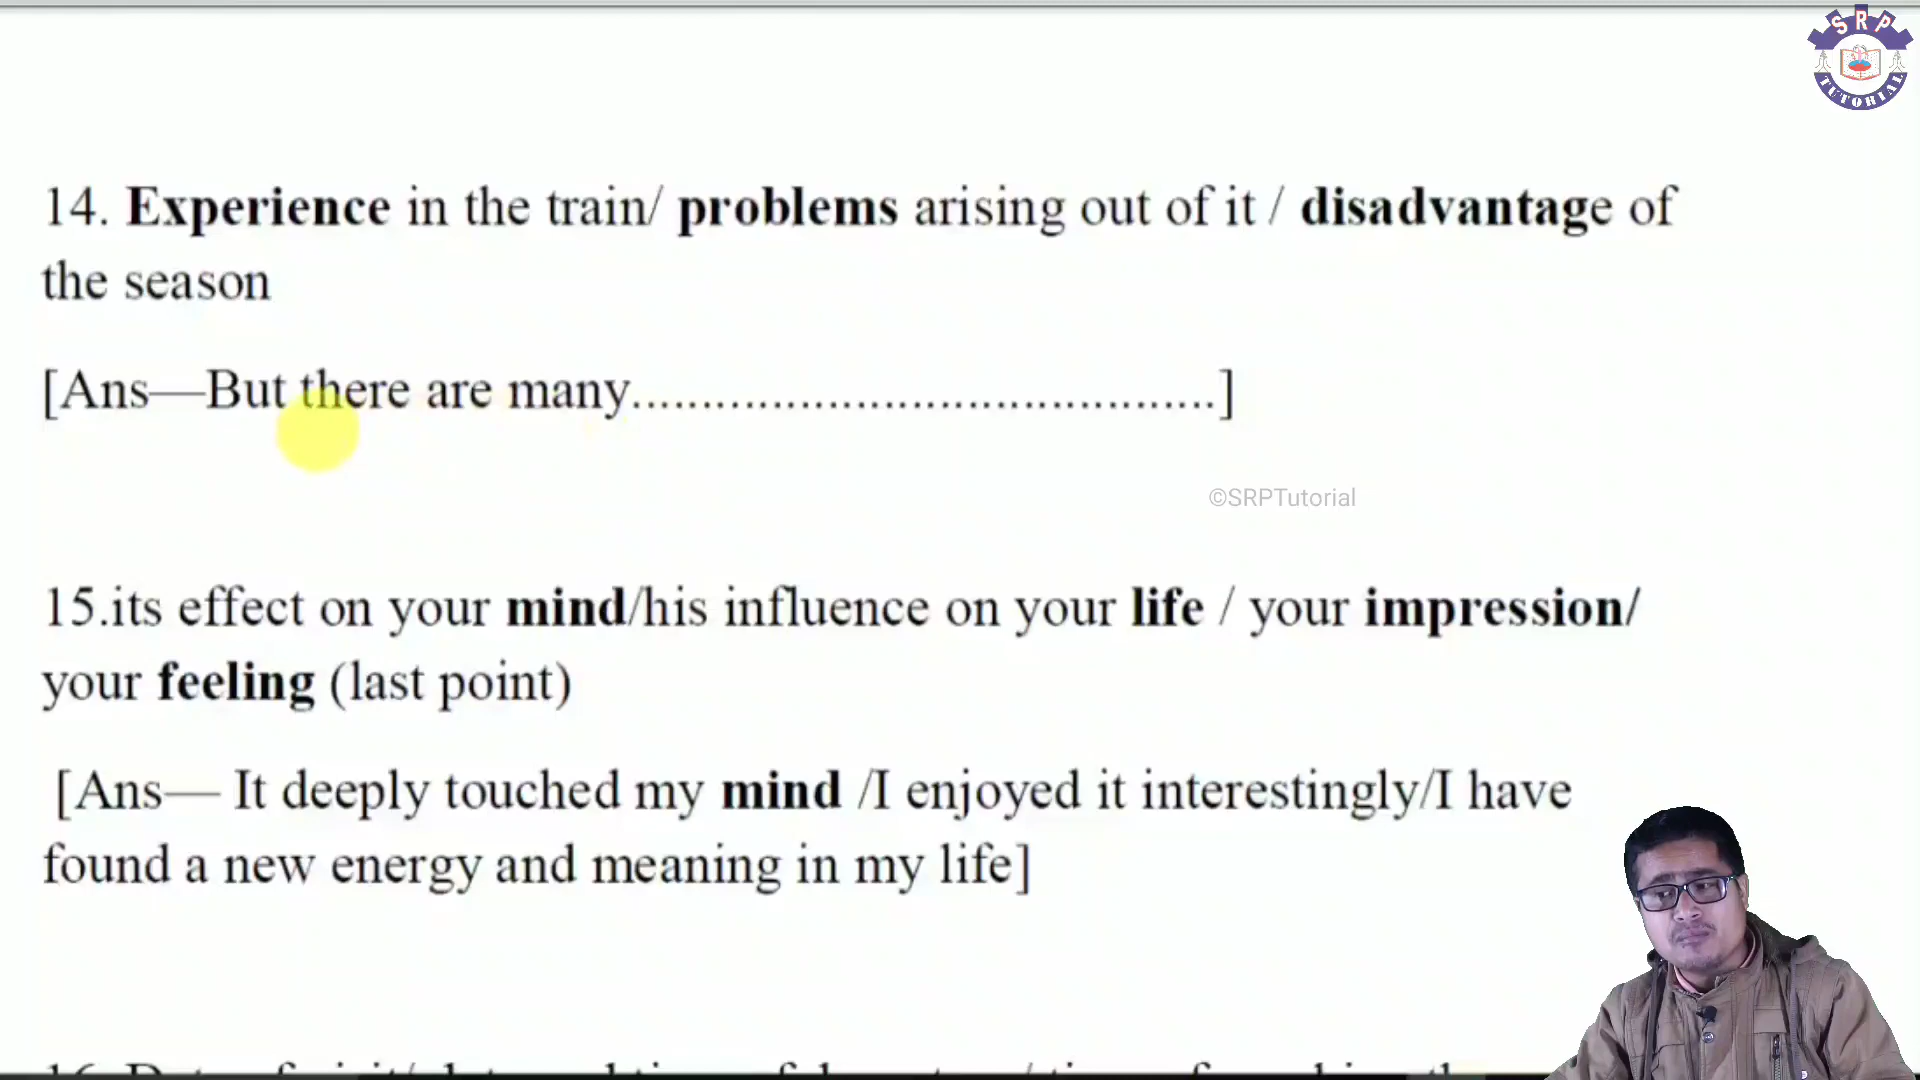 SRP
TUTORIAL
14. Experience in the train/ problems arising out of it / disadvantage of
the season
[Ans—But there are many..........................................]
©SRPTutorial
15.its effect on your mind/his influence on your life / your impression/
your feeling (last point)
[Ans— It deeply touched my mind /I enjoyed it interestingly/I have
found a new energy and meaning in my life]